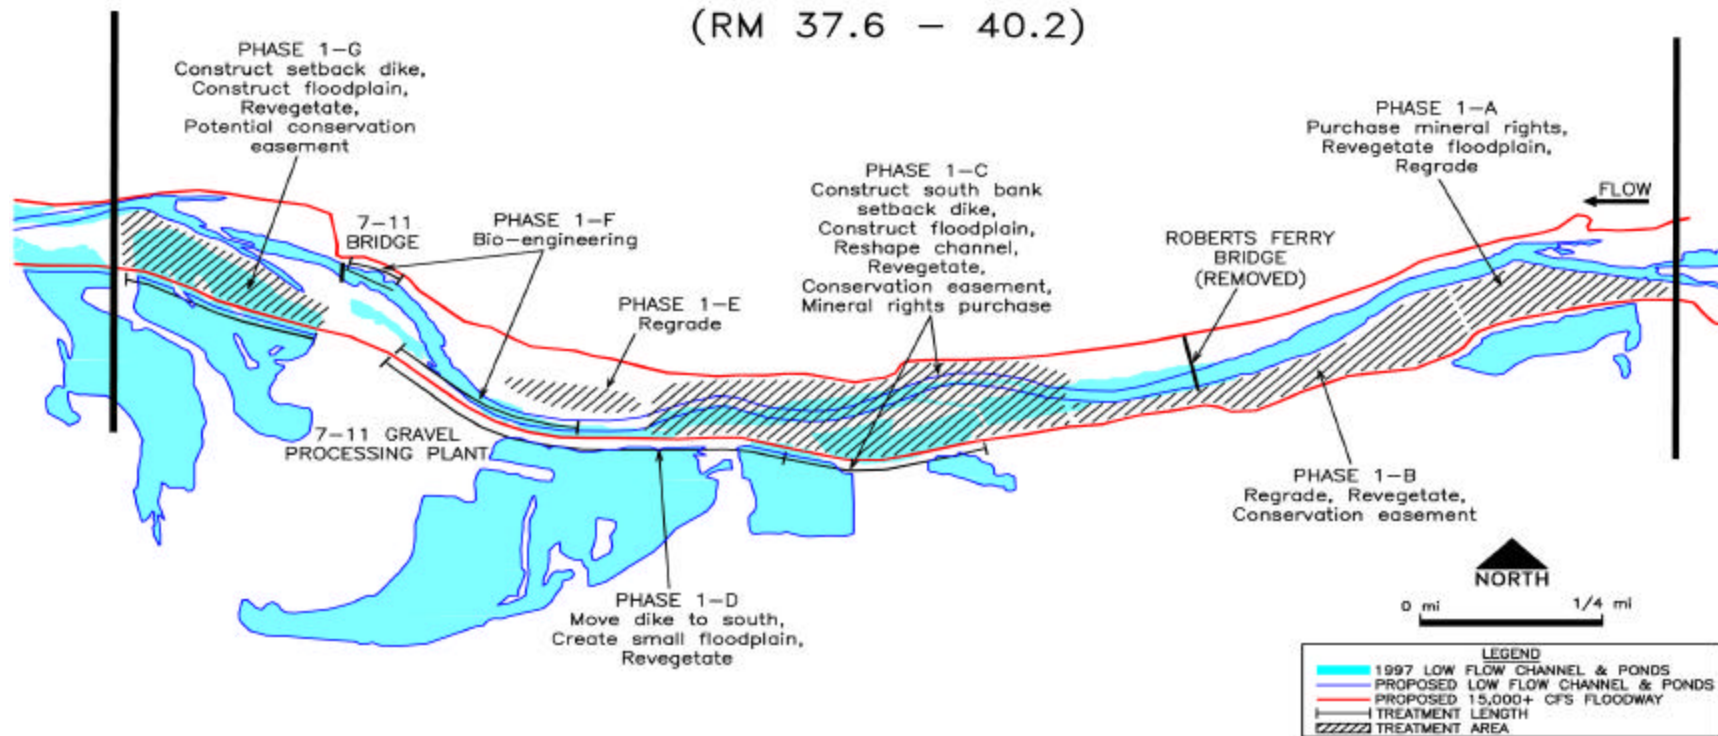 (RM 37.6 - 40.2)
PHASE 1-G
Construct setback dike,
Construct floodplain,
Revegetate,
Potential conservation
easement
7-11
BRIDGE
PHASE 1-F
Bio-engineering
PHASE 1-E
Regrade
PHASE 1-C
Construct south bank
setback dike,
Construct floodplain,
Reshape channel,
Revegetate,
Conservation easement,
Mineral rights purchase
ROBERTS FERRY
BRIDGE
(REMOVED)
PHASE 1-A
Purchase mineral rights,
Revegetate floodplain,
Regrade
FLOW
7-11 GRAVEL
PROCESSING PLANT
PHASE 1-D
Move dike to south,
Create small floodplain,
Revegetate
PHASE 1-B
Regrade, Revegetate,
Conservation easement
NORTH
0 mi 1/4 mi
LEGEND
1997 LOW FLOW CHANNEL & PONDS
PROPOSED LOW FLOW CHANNEL & PONDS
PROPOSED 15,000+ CFS FLOODWAY
TREATMENT LENGTH
TREATMENT AREA